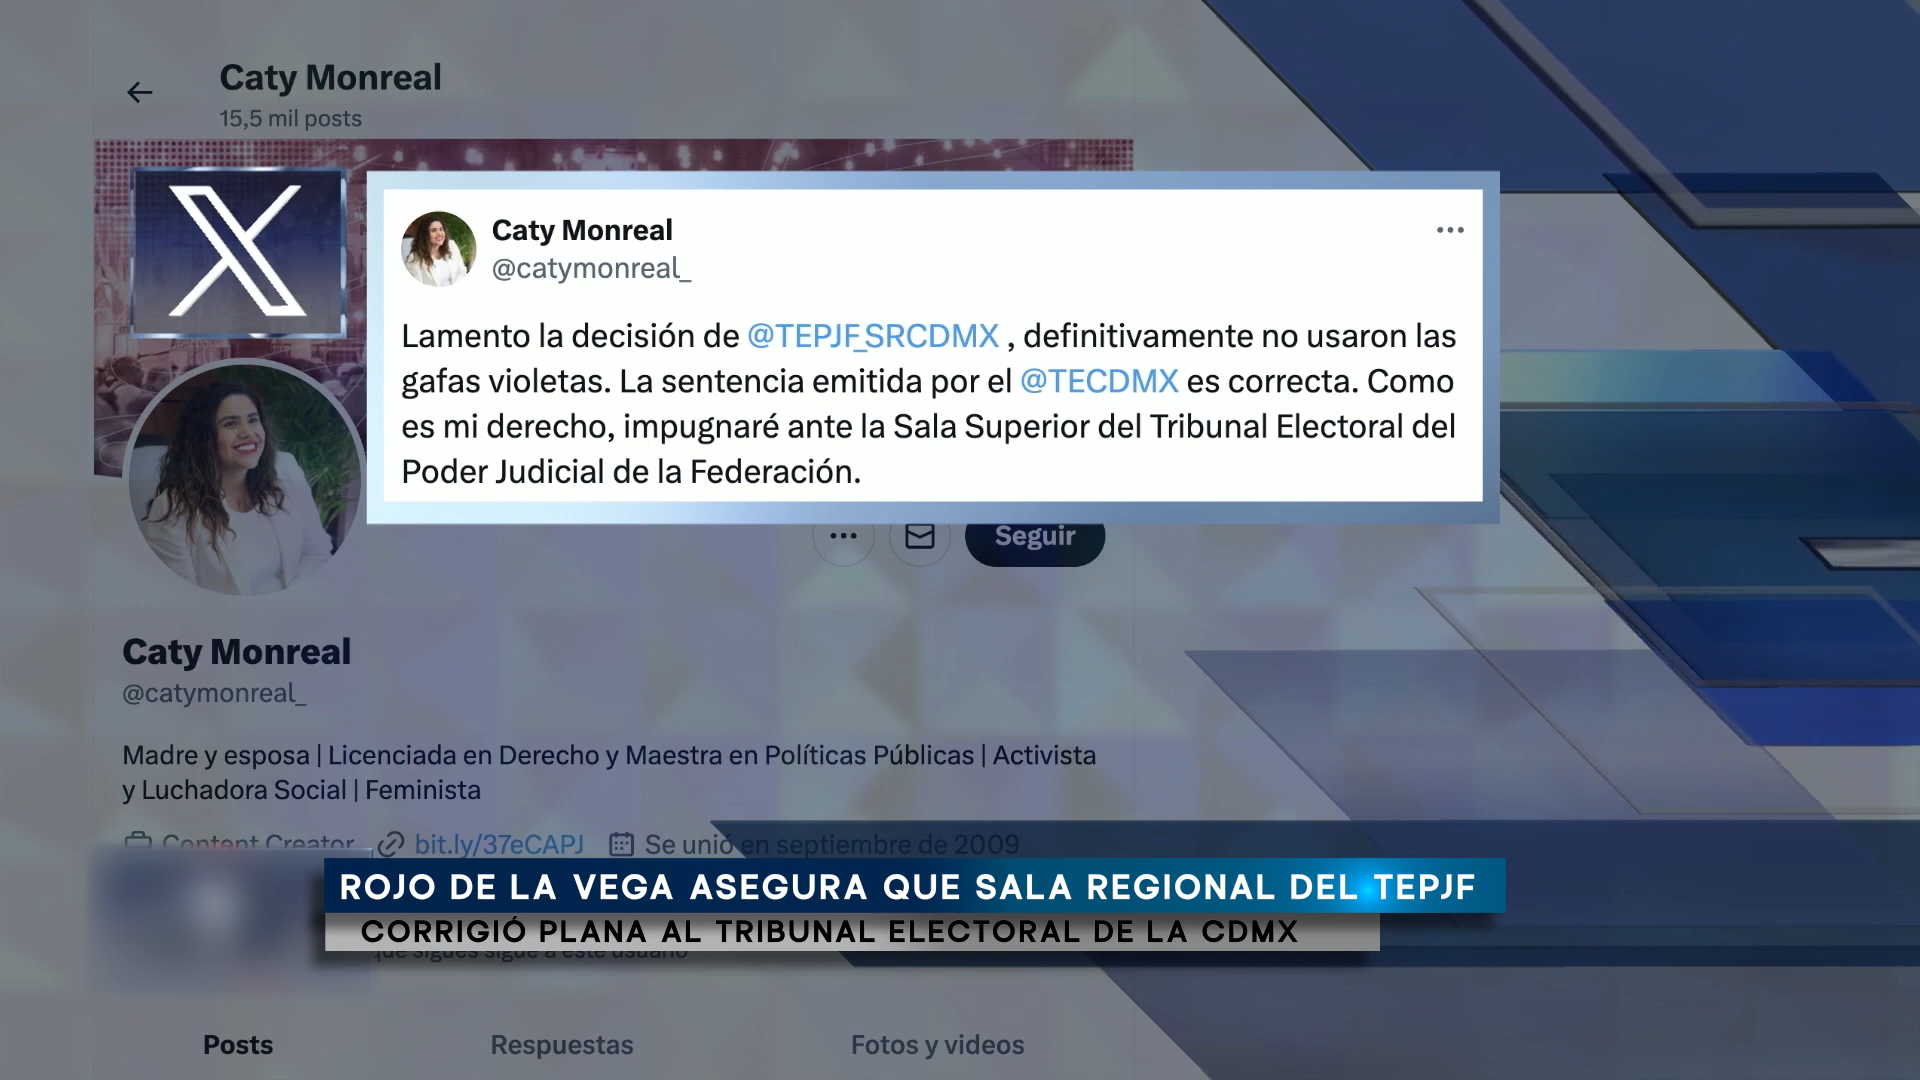 Caty Monreal
15,5 mil posts
Caty Monreal
@catymonreal_
Lamento la decisión de @TEPJF_SRCDMX , definitivamente no usaron las
gafas violetas. La sentencia emitida por el @TECDMX es correcta. Como
es mi derecho, impugnaré ante la Sala Superior del Tribunal Electoral del
Poder Judicial de la Federación.
Seguir
Caty Monreal
@catymonreal_
Madre y esposa | Licenciada en Derecho y Maestra en Políticas Públicas | Activista
y Luchadora Social | Feminista
Content Creator bit.ly/37eCAPJ Se unió en septiembre de 2009
ROJO DE LA VEGA ASEGURA QUE SALA REGIONAL DEL TEPJF
CORRIGIÓ PLANA AL TRIBUNAL ELECTORAL DE LA CDMX
que sigues sigue a este usuario
Posts Respuestas Fotos y videos